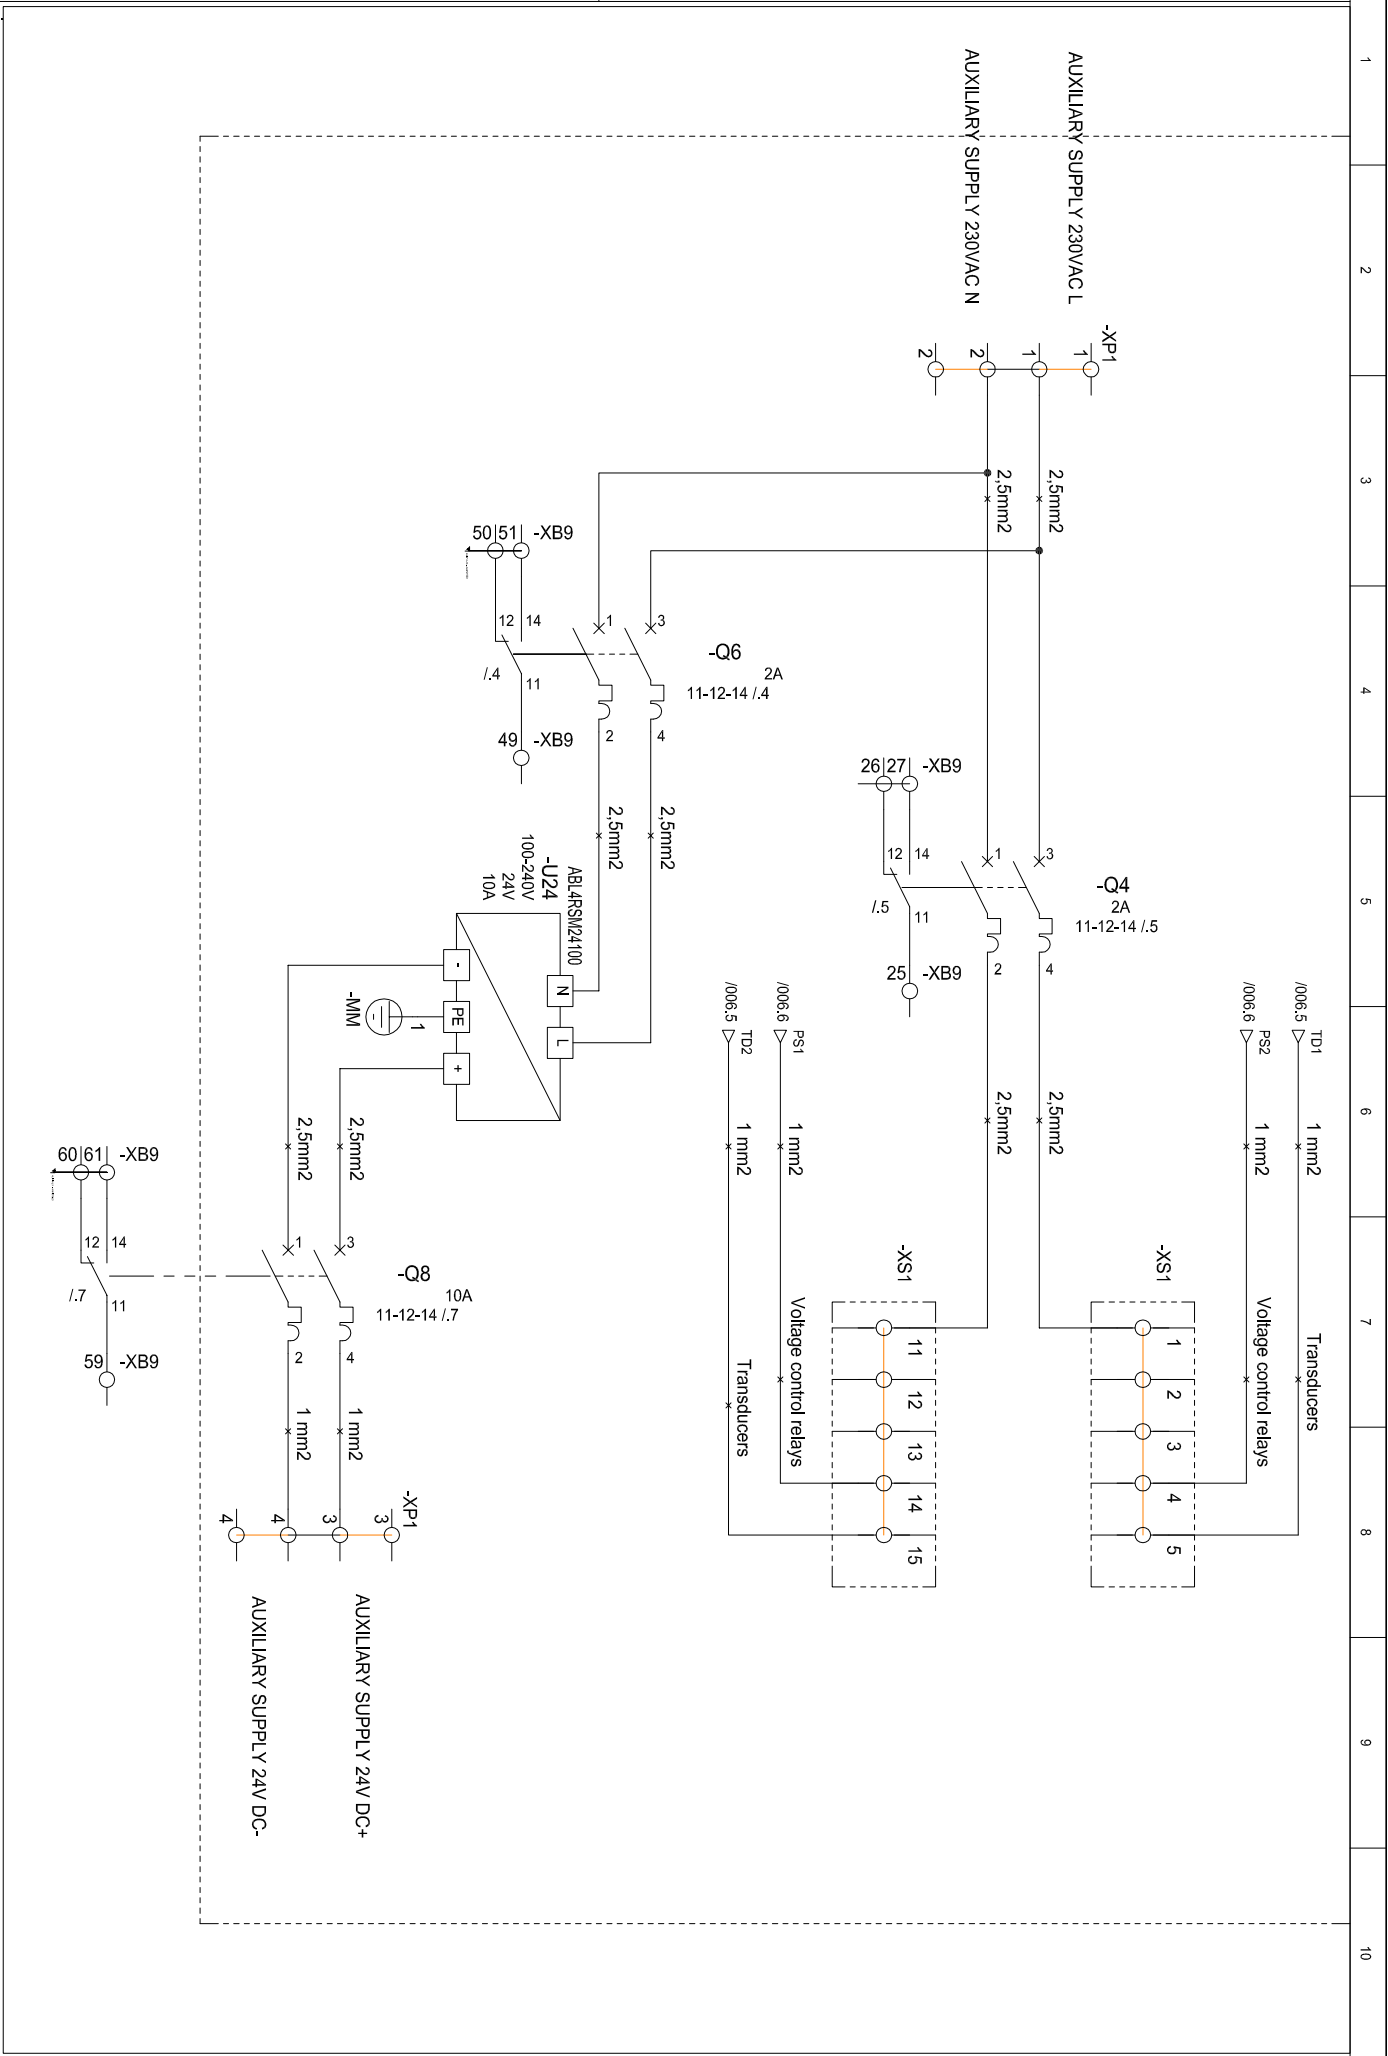 1
2
3
4
5
6
7
8
9
10
AUXILIARY SUPPLY 230VAC L
AUXILIARY SUPPLY 230VAC N
-XP1
1
1
2
2
2,5mm2
2,5mm2
50 51 -XB9
12 14
11
/.4
49 -XB9
1
3
2
4
-Q6
2A
11-12-14 /.4
2,5mm2
2,5mm2
26 27 -XB9
12 14
11
/.5
25 -XB9
1
3
2
4
-Q4
2A
11-12-14 /.5
2,5mm2
2,5mm2
ABL4RSM24100
-U24
100-240V
24V
10A
N
L
-
PE
+
1
-MM
2,5mm2
2,5mm2
/006.5
TD1
1 mm2
Transducers
/006.6
PS2
1 mm2
Voltage control relays
/006.6
PS1
1 mm2
Voltage control relays
/006.5
TD2
1 mm2
Transducers
-XS1
1
2
3
4
5
-XS1
11
12
13
14
15
60 61 -XB9
12 14
11
/.7
59 -XB9
1
3
2
4
-Q8
10A
11-12-14 /.7
1 mm2
1 mm2
-XP1
3
3
4
4
AUXILIARY SUPPLY 24V DC+
AUXILIARY SUPPLY 24V DC-